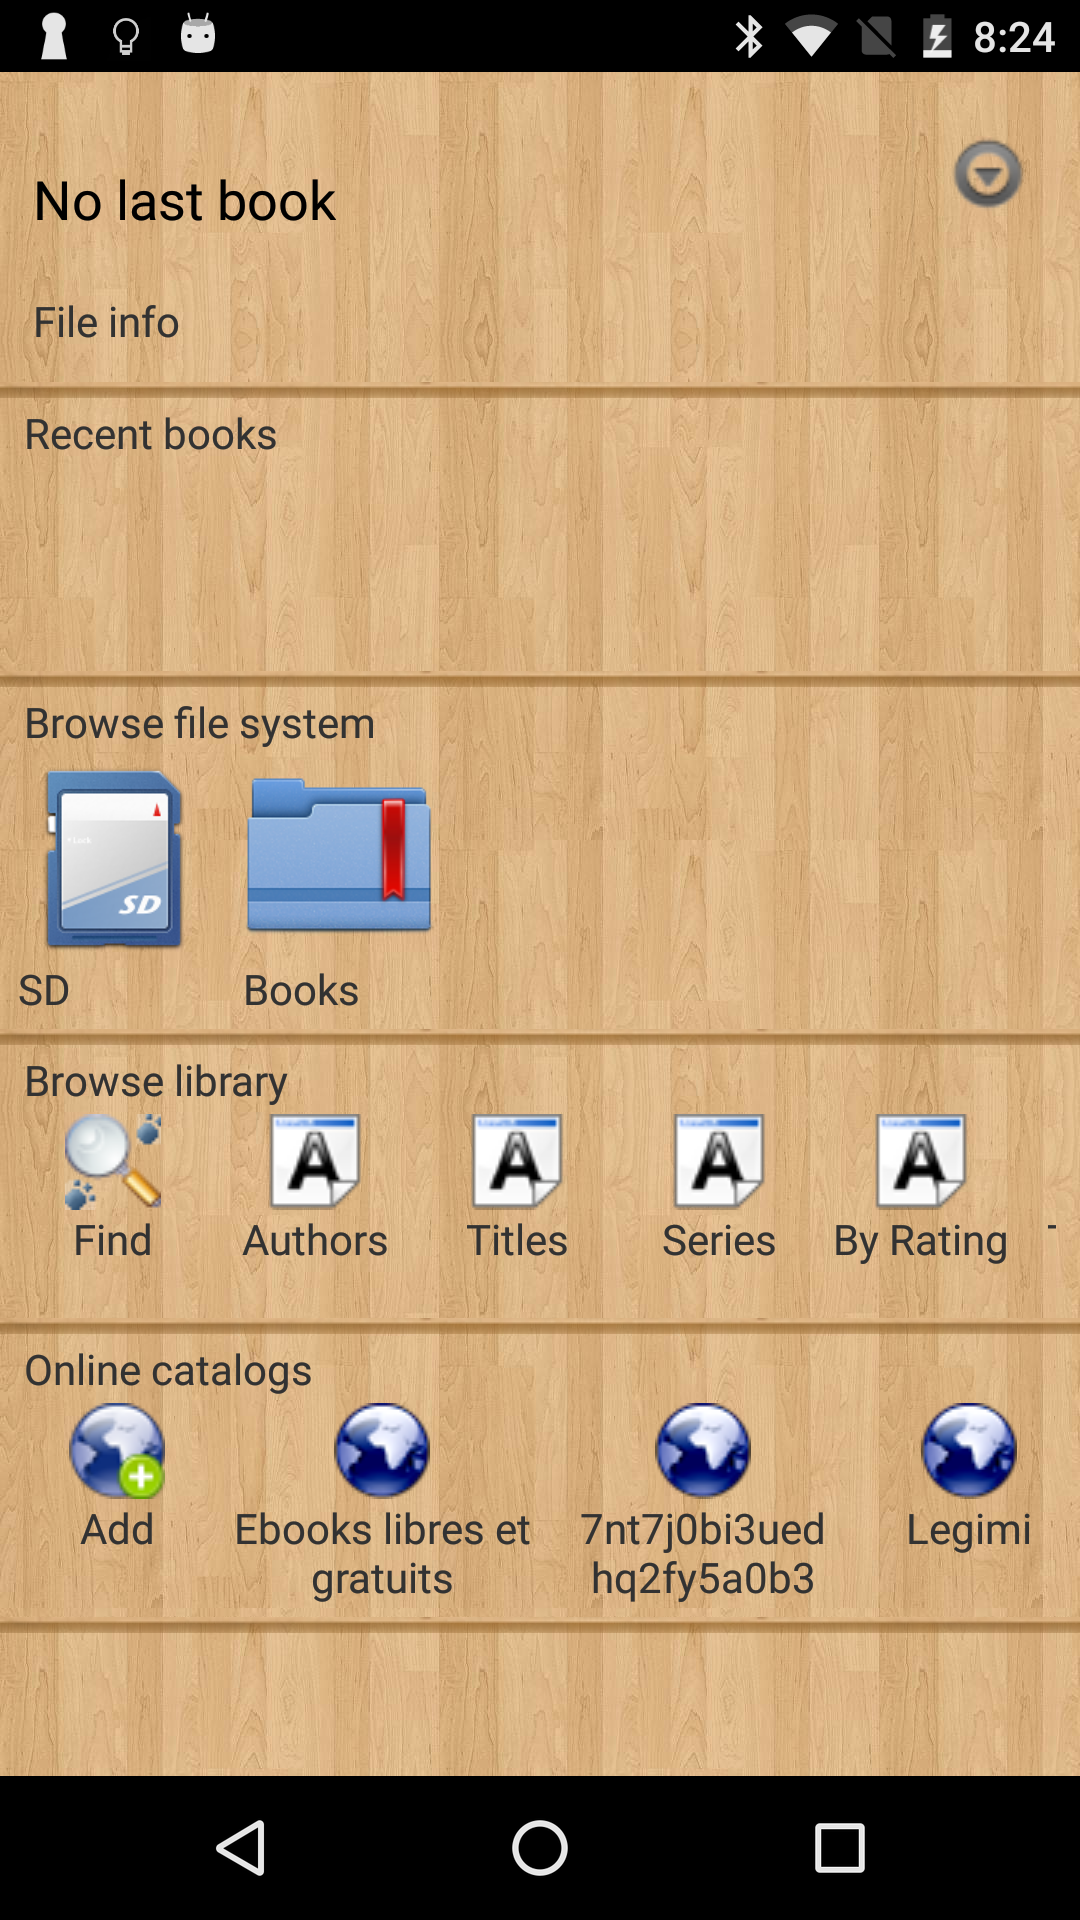 8:24
No last book
File info
Recent books
Browse file system
SD
SD Books
Browse library
A A A A
Find Authors Titles Series By Rating
Online catalogs
Add Ebooks libres et gratuits 7nt7j0bi3ued hq2fy5a0b3 Legimi